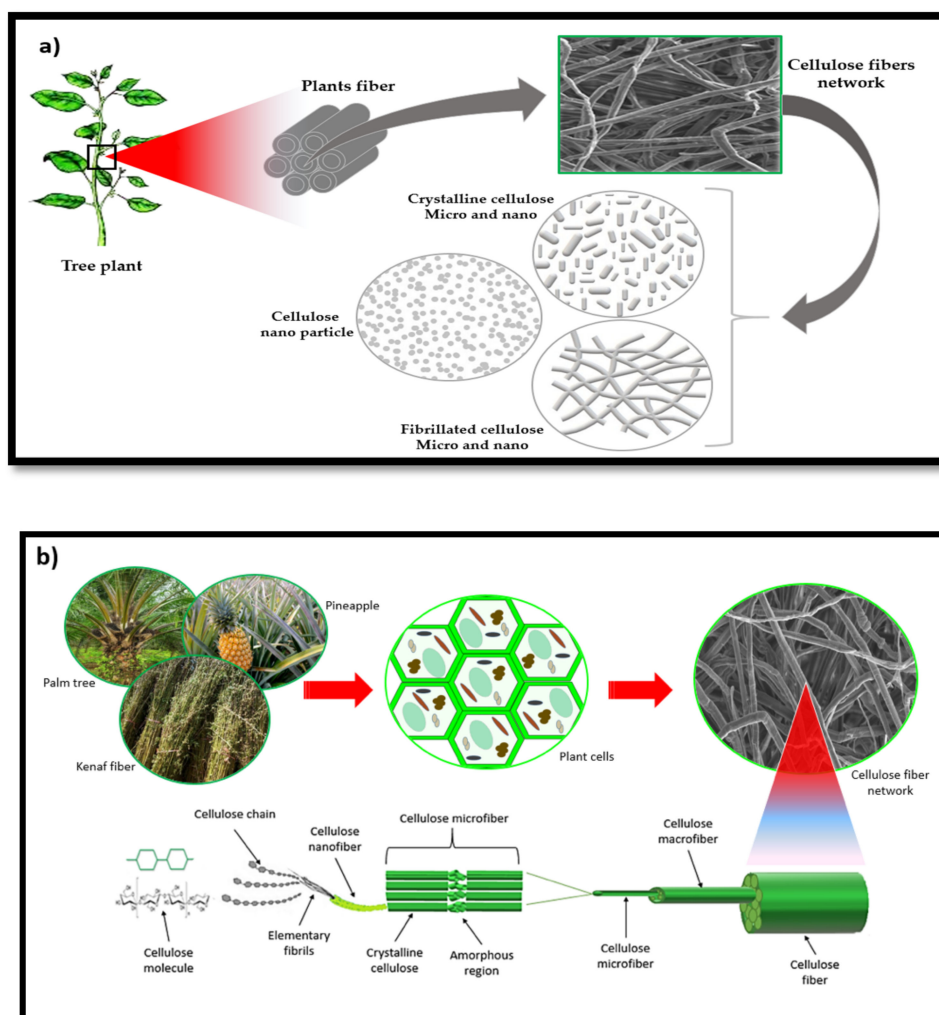 a)
Plants fiber
Cellulose fibers
network
Crystalline cellulose
Micro and nano
Tree plant
Cellulose
nano particle
Fibrillated cellulose
Micro and nano
b)
Pineapple
Palm tree
Kenaf fiber
Plant cells
Cellulose fiber
network
Cellulose chain
Cellulose
nanofiber
Cellulose microfiber
Cellulose
macrofiber
Elementary
fibrils
Cellulose
molecule
Crystalline
cellulose
Amorphous
region
Cellulose
microfiber
Cellulose
fiber